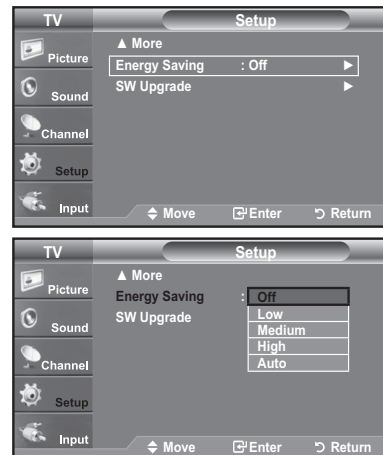 TV Setup
▲ More
Picture
Energy Saving : Off ►
SW Upgrade ►
Sound
Channel
Setup
Input
Move Enter Return
TV Setup
▲ More
Picture
Energy Saving : Off
SW Upgrade Low
Sound
Medium
High
Channel
Auto
Setup
Input
Move Enter Return